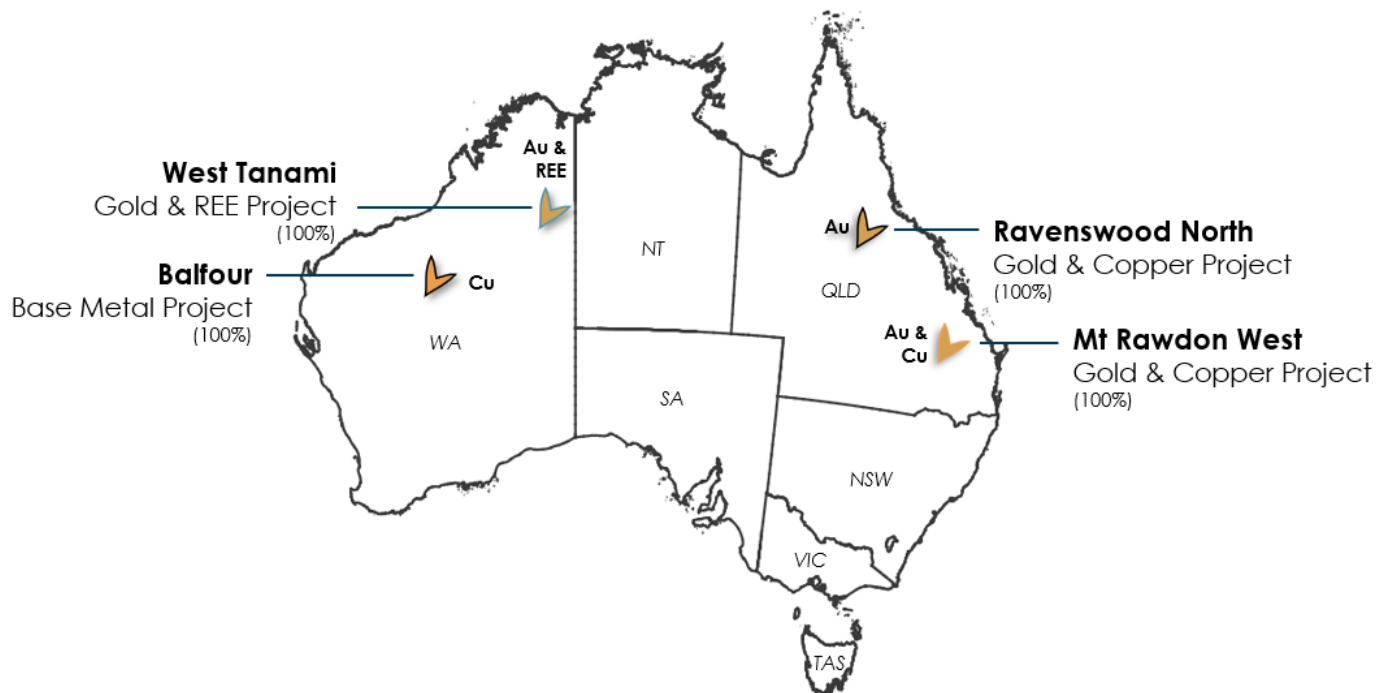 West Tanami
Gold & REE Project
(100%)
Balfour
Base Metal Project
(100%)
Au &
REE
Cu
WA
NT
SA
Au
QLD
Au &
Cu
NSW
VIC
TAS
Ravenswood North
Gold & Copper Project
(100%)
Mt Rawdon West
Gold & Copper Project
(100%)